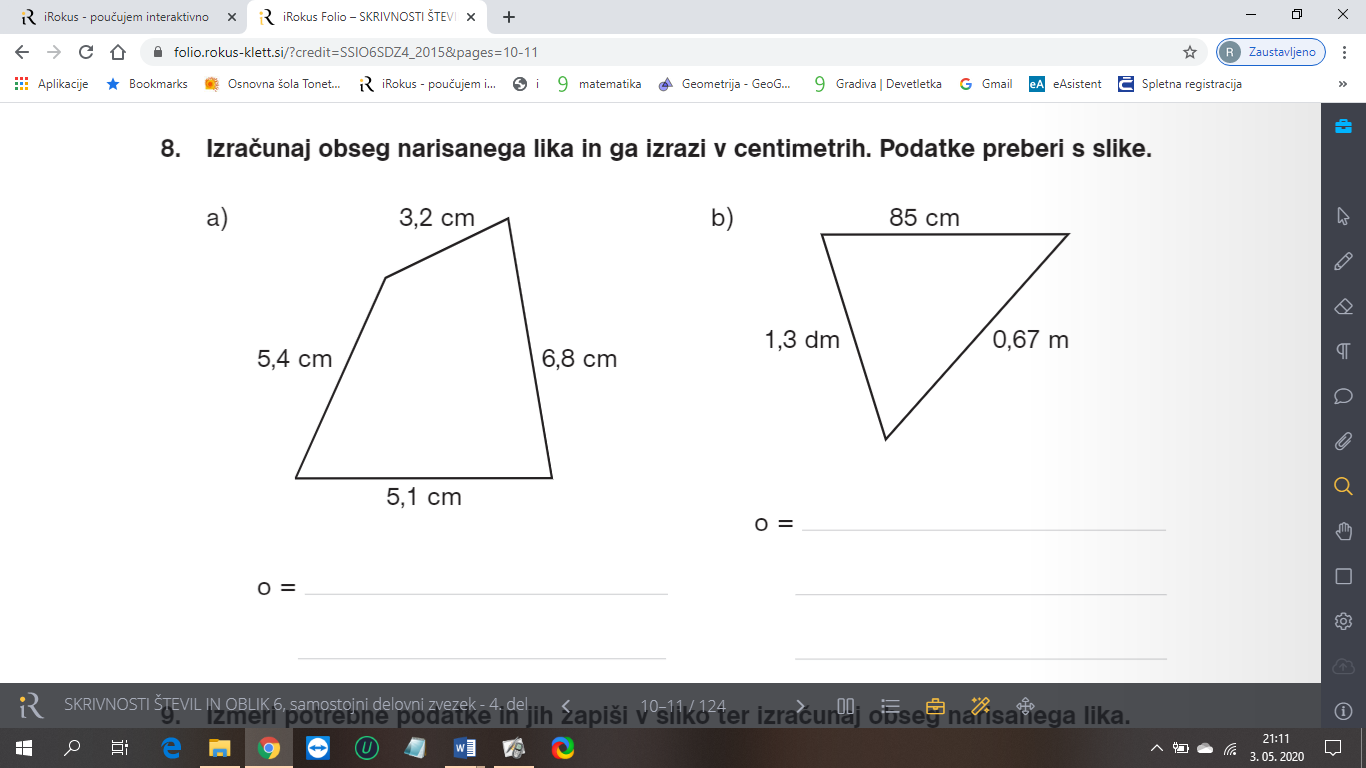 iRokus - poučujem interaktivno
iRokus Folio – SKRIVNOSTI ŠTEVI
folio.rokus-klett.si/?credit=SSIO6SDZ4_2015&pages=10-11
R Zaustavljeno
Aplikacije Bookmarks Osnovna šola Tonet... iRokus - poučujem i... i matematika Geometrija - GeoG... Gradiva | Devetletka Gmail eA eAsistent Spletna registracija »
8. Izračunaj obseg narisanega lika in ga izrazi v centimetrih. Podatke preberi s slike.
a) 3,2 cm
5,4 cm
6,8 cm
5,1 cm
o =
b) 85 cm
1,3 dm
0,67 m
o =
iR SKRIVNOSTI ŠTEVIL IN OBLIK 6, samostojni delovni zvezek - 4. del 10–11 / 124
9. Izmeri potrebne podatke in jih zapiši v sliko ter izračunaj obseg narisanega lika.
21:11
3. 05. 2020